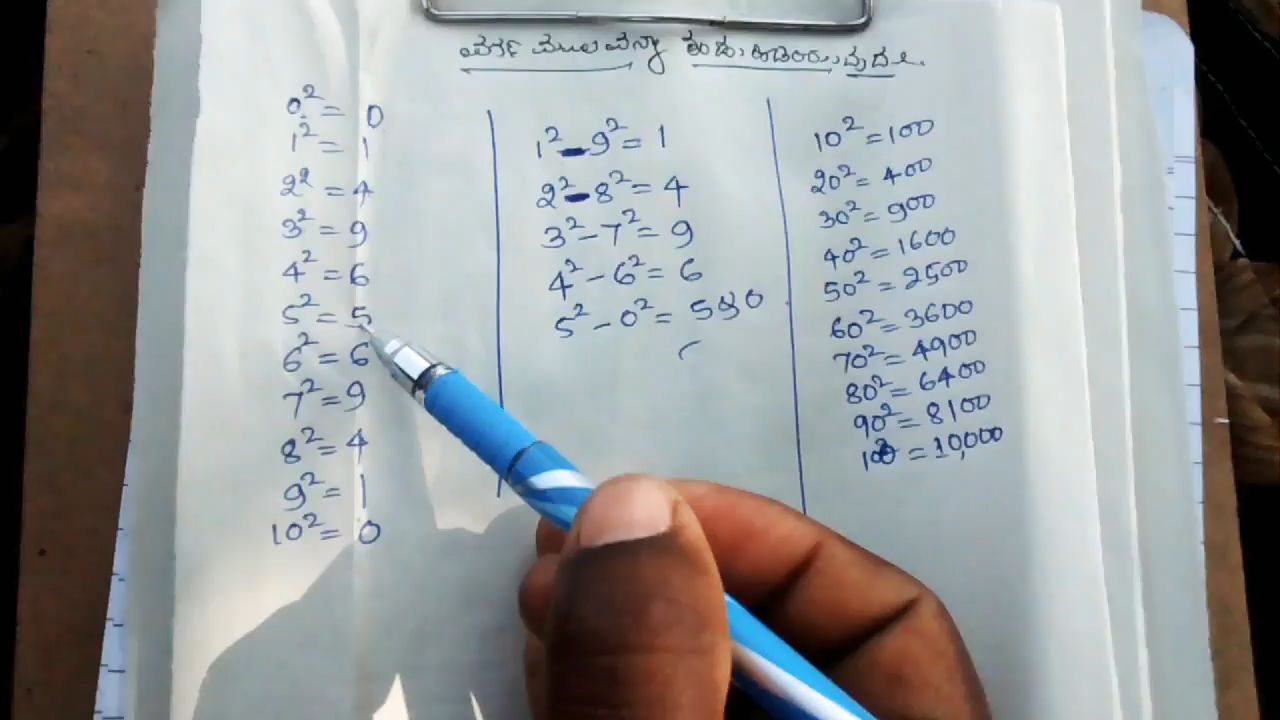 ವರ್ಗ ಮೂಲವನ್ನು ಕಂಡು ಹಿಡಿಯುವುದು.
0² = 0
1² = 1
2² = 4
3² = 9
4² = 6
5² = 5
6² = 6
7² = 9
8² = 4
9² = 1
10² = 0
1² - 9² = 1
2² - 8² = 4
3² - 7² = 9
4² - 6² = 6
5² - 0² = 5
10² = 100
20² = 400
30² = 900
40² = 1600
50² = 2500
60² = 3600
70² = 4900
80² = 6400
90² = 8100
100² = 10,000